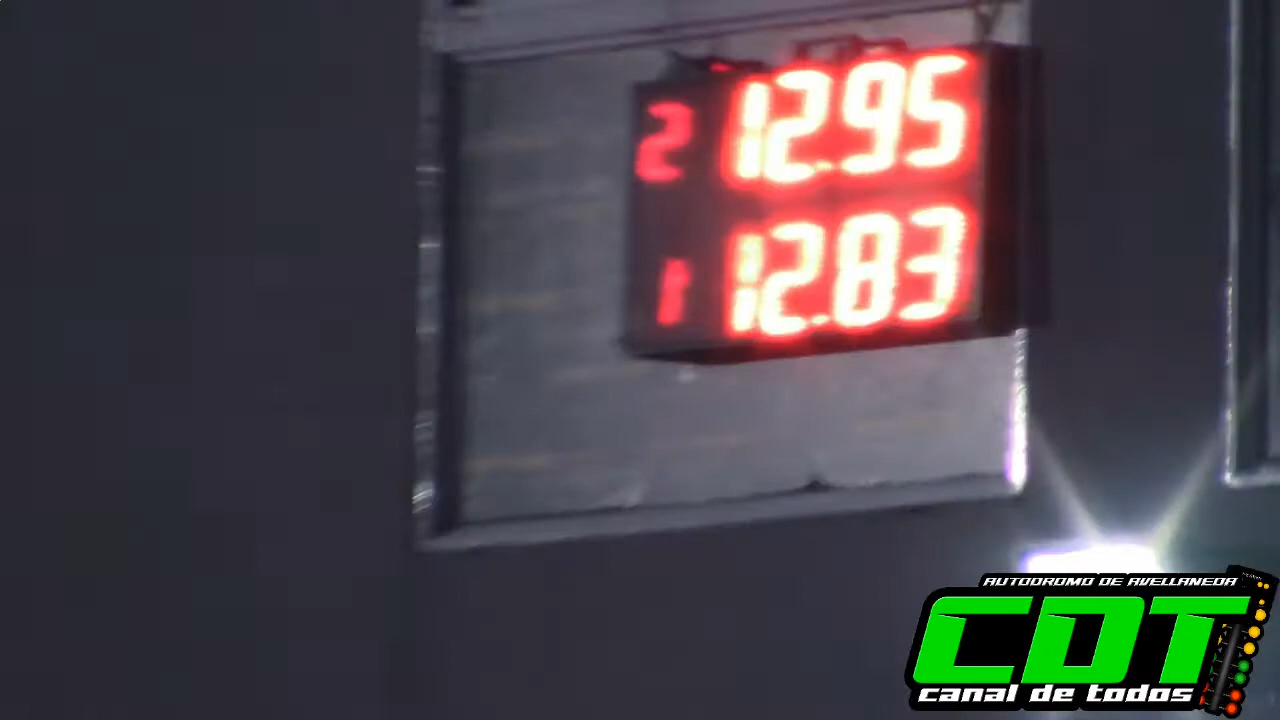 2 12.95
1 12.83
AUTODROMO DE AVELLANEDA
CDT
canal de todos